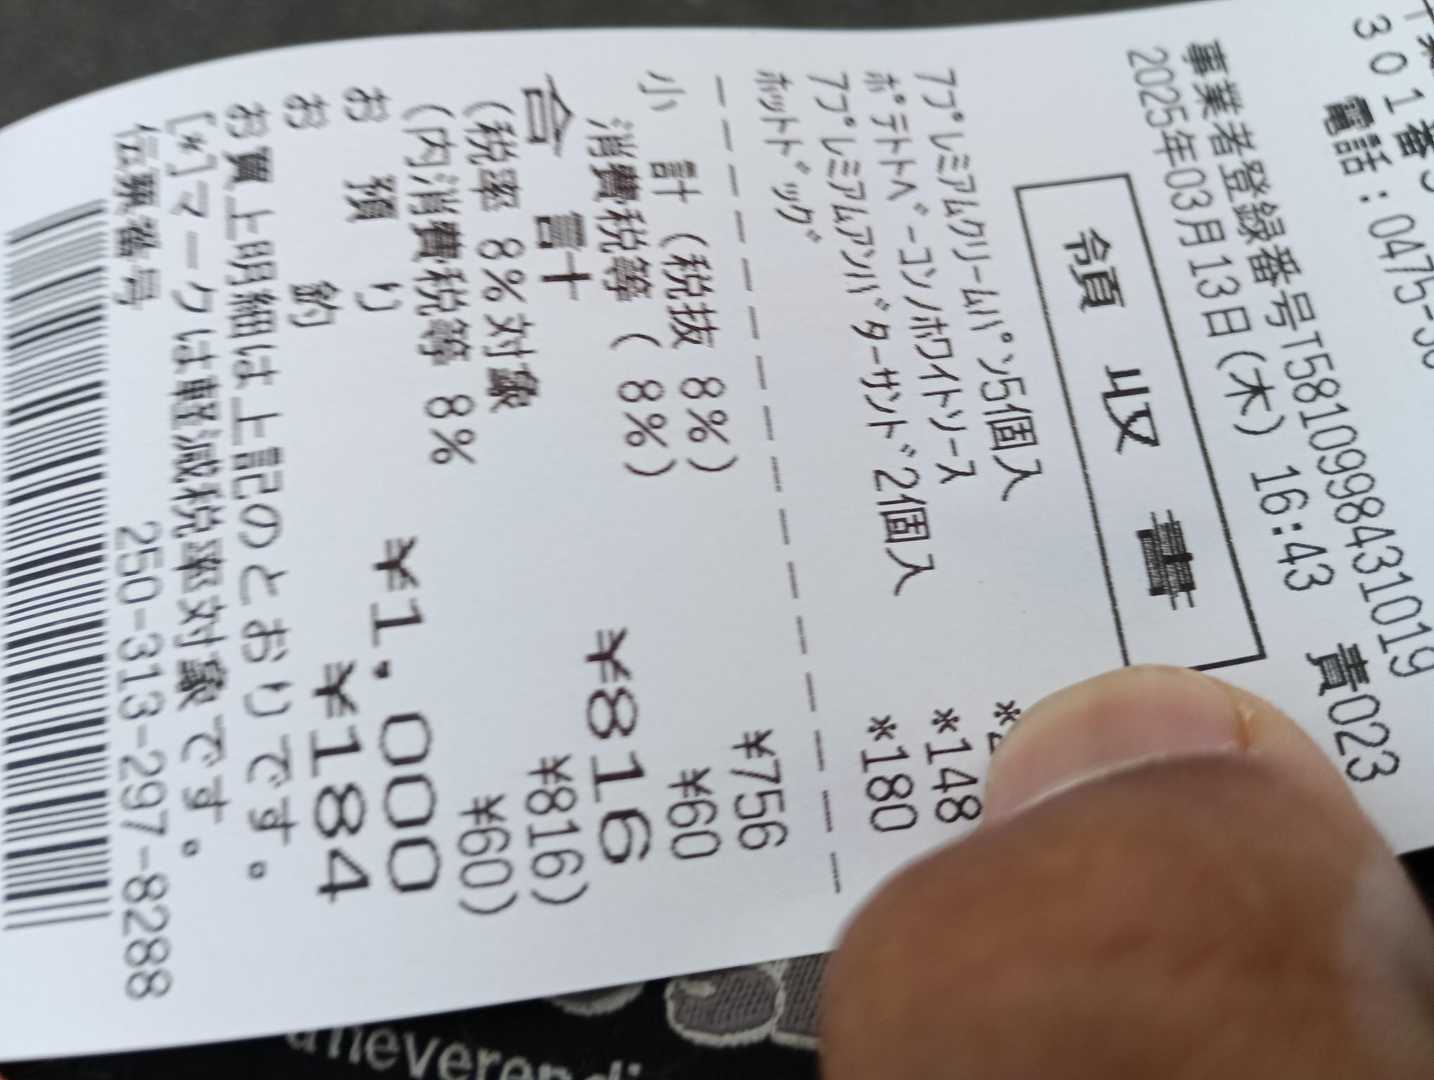 301番
電話:0475-
事業者登録番号T5810998431019
2025年03月13日(木) 16:43 責023
領収書
7プレミアムクリームパン5個入
ポテトベーコンノホワイトソース *148
7プレミアムアンバターサンド2個入 *180
ホットドッグ
小計(税抜 8%) ¥756
消費税等( 8%) ¥60
合計 ¥816
(税率 8%対象 ¥816)
(内消費税等 8% ¥60)
お預り ¥1,000
お釣 ¥184
お買上明細は上記のとおりです。
[*]マークは軽減税率対象です。
伝票番号 250-313-297-8288